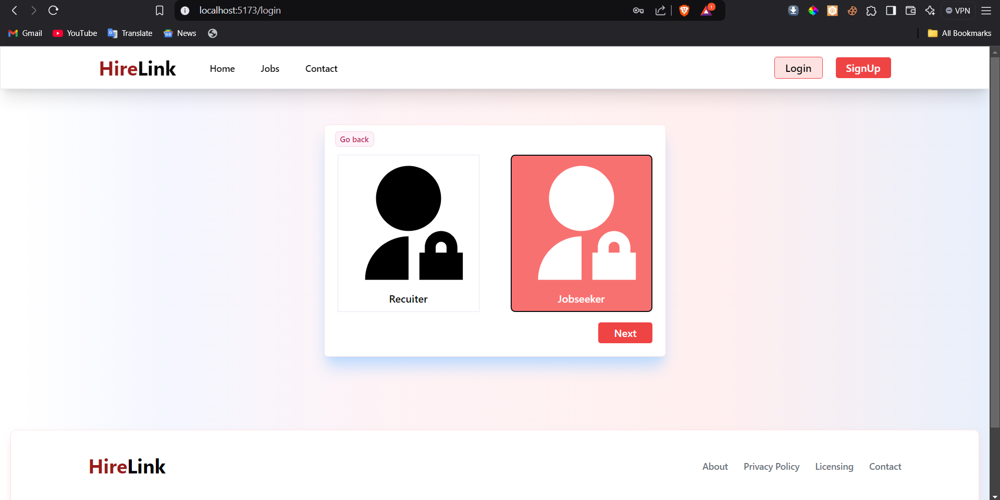 localhost:5173/login
1
VPN
Gmail YouTube Translate News All Bookmarks
HireLink Home Jobs Contact Login SignUp
Go back
Recuiter Jobseeker
Next
HireLink About Privacy Policy Licensing Contact